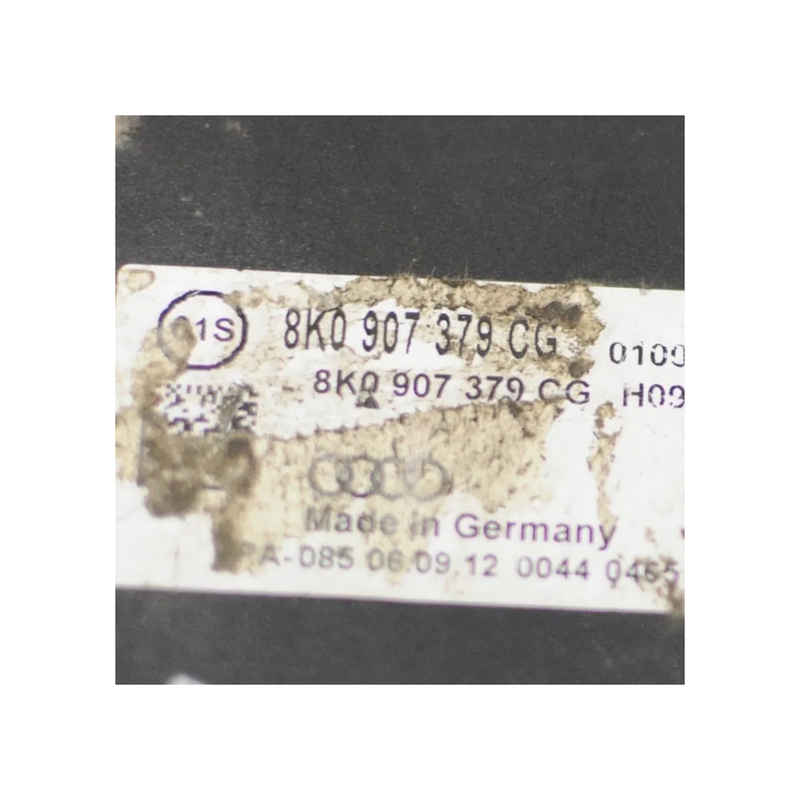 8K0 907 379 CG 0100
8K0 907 379 CG H09
Made in Germany
PA-085 06.09.12 0044 0465